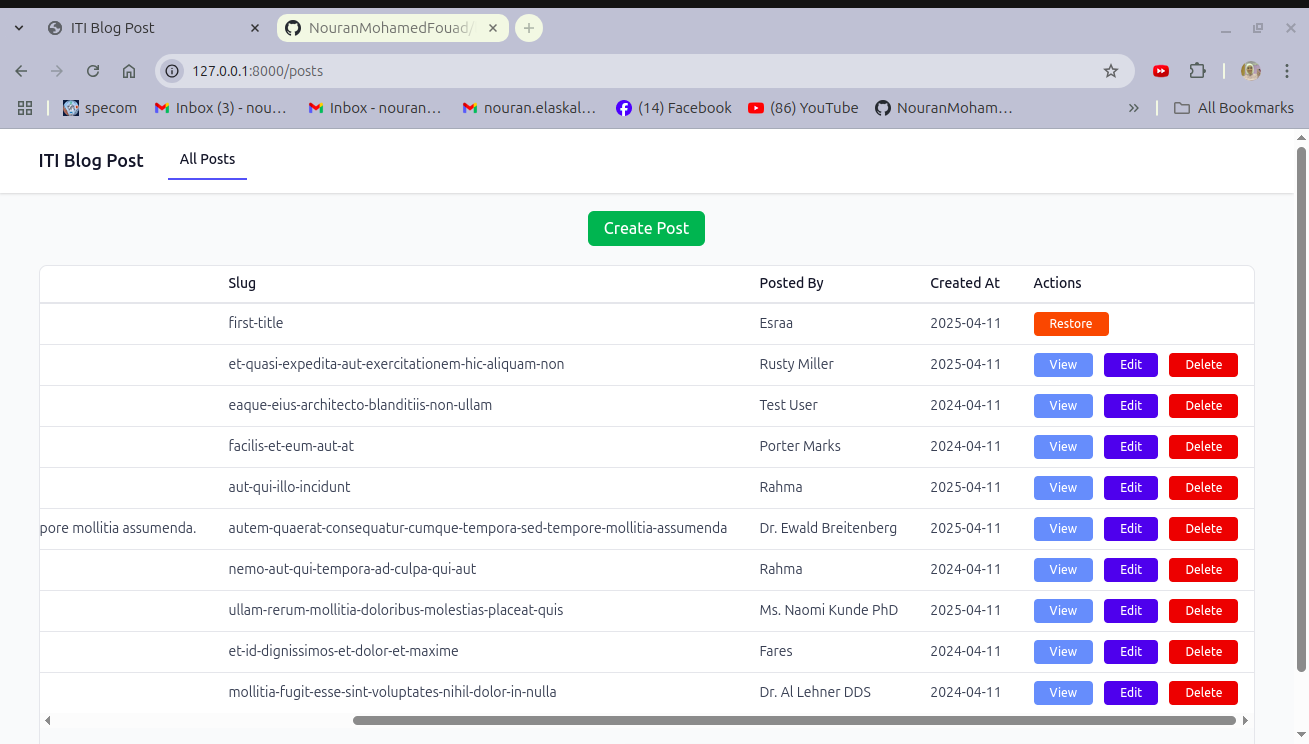 ITI Blog Post NouranMohamedFouad/
127.0.0.1:8000/posts
specom Inbox (3) - nou… Inbox - nouran… nouran.elaskal… (14) Facebook (86) YouTube NouranMoham… All Bookmarks
ITI Blog Post All Posts
Create Post
Slug Posted By Created At Actions
first-title Esraa 2025-04-11 Restore
et-quasi-expedita-aut-exercitationem-hic-aliquam-non Rusty Miller 2025-04-11 View Edit Delete
eaque-eius-architecto-blanditiis-non-ullam Test User 2024-04-11 View Edit Delete
facilis-et-eum-aut-at Porter Marks 2024-04-11 View Edit Delete
aut-qui-illo-incidunt Rahma 2025-04-11 View Edit Delete
pore mollitia assumenda. autem-quaerat-consequatur-cumque-tempora-sed-tempore-mollitia-assumenda Dr. Ewald Breitenberg 2025-04-11 View Edit Delete
nemo-aut-qui-tempora-ad-culpa-qui-aut Rahma 2024-04-11 View Edit Delete
ullam-rerum-mollitia-doloribus-molestias-placeat-quis Ms. Naomi Kunde PhD 2025-04-11 View Edit Delete
et-id-dignissimos-et-dolor-et-maxime Fares 2024-04-11 View Edit Delete
mollitia-fugit-esse-sint-voluptates-nihil-dolor-in-nulla Dr. Al Lehner DDS 2024-04-11 View Edit Delete